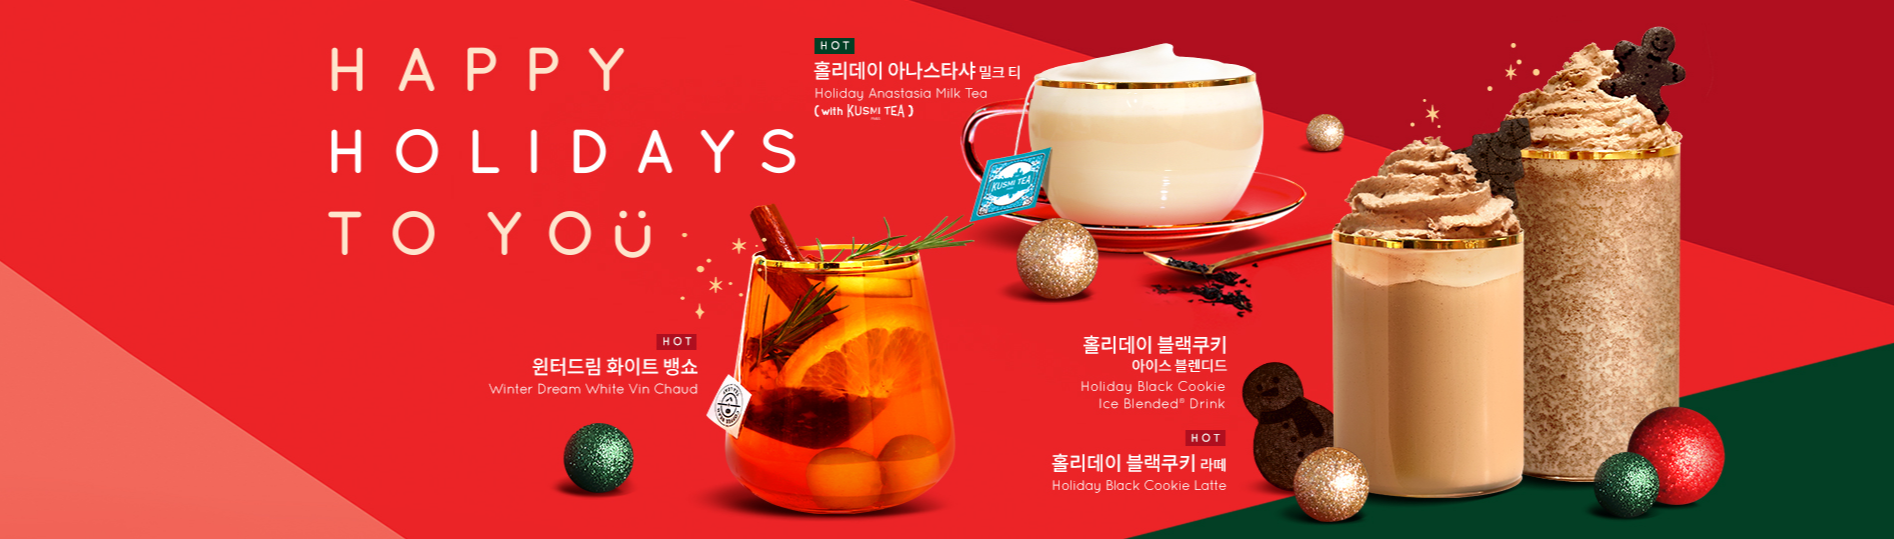 HAPPY
HOLIDAYS
TO YOÜ
HOT
홀리데이 아나스타샤 밀크 티
Holiday Anastasia Milk Tea
(with KUSMI TEA)
KUSMI TEA
HOT
윈터드림 화이트 뱅쇼
Winter Dream White Vin Chaud
홀리데이 블랙쿠키
아이스 블렌디드
Holiday Black Cookie
Ice Blended® Drink
HOT
홀리데이 블랙쿠키 라떼
Holiday Black Cookie Latte